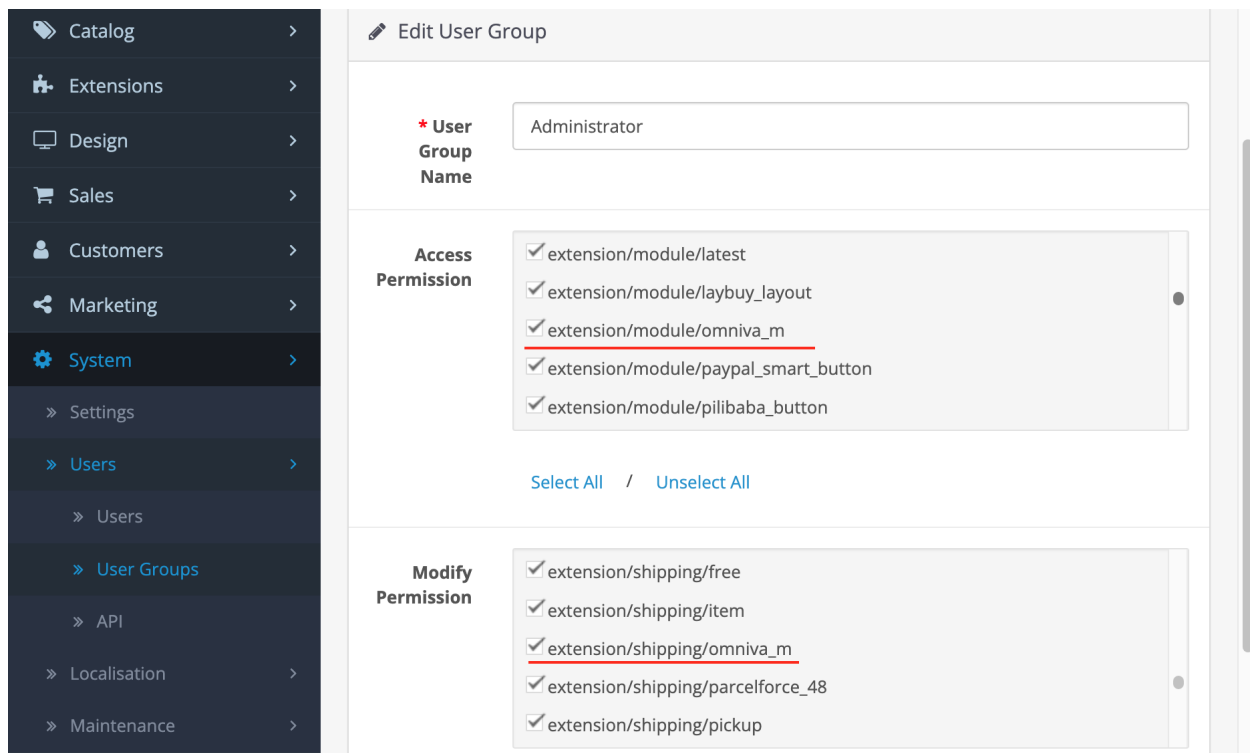 Catalog
Extensions
Design
Sales
Customers
Marketing
System
Settings
Users
Users
User Groups
API
Localisation
Maintenance
Edit User Group
* User
Group
Name
Administrator
Access
Permission
extension/module/latest
extension/module/laybuy_layout
extension/module/omniva_m
extension/module/paypal_smart_button
extension/module/pilibaba_button
Select All / Unselect All
Modify
Permission
extension/shipping/free
extension/shipping/item
extension/shipping/omniva_m
extension/shipping/parcelforce_48
extension/shipping/pickup